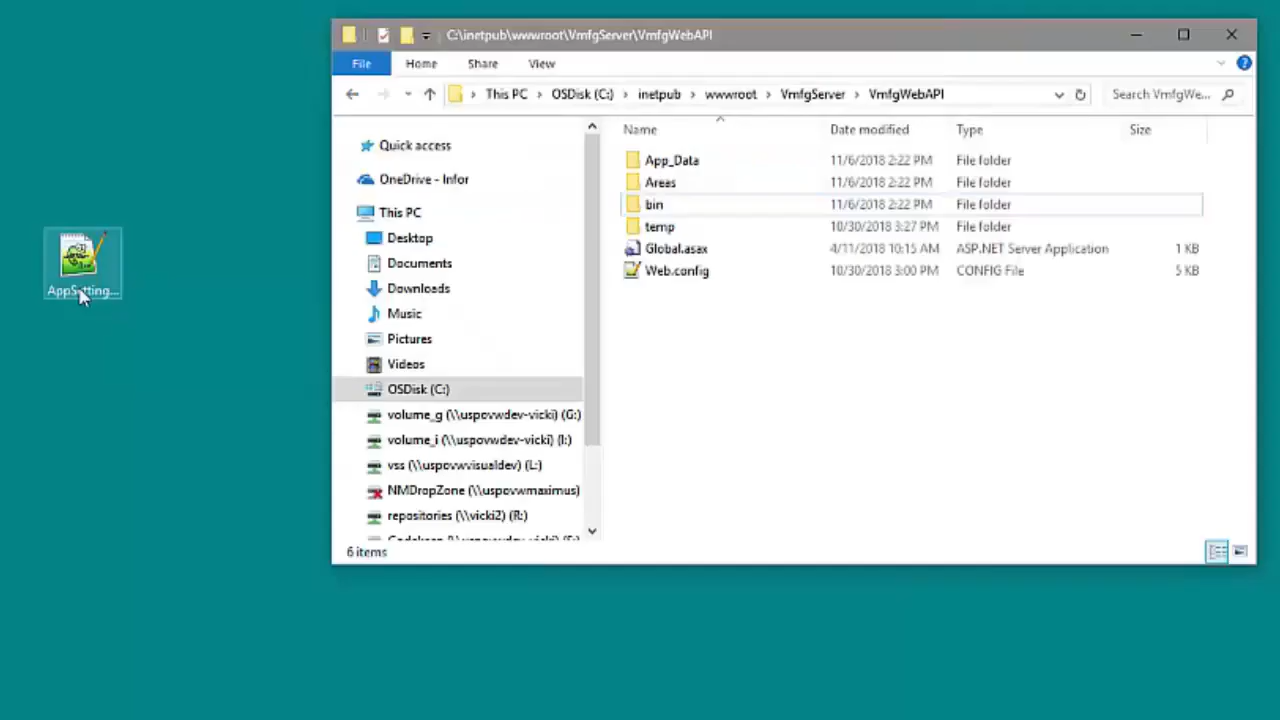 C:\inetpub\wwwroot\VmfgServer\VmfgWebAPI
File Home Share View
This PC OSDisk (C:) inetpub wwwroot VmfgServer VmfgWebAPI Search VmfgWe...
Name Date modified Type Size
Quick access
OneDrive - Infor
This PC
Desktop
Documents
Downloads
Music
Pictures
Videos
OSDisk (C:)
volume_g (\\uspovwdev-vicki) (G:)
volume_i (\\uspovwdev-vicki) (I:)
vss (\\uspovwvisualdev) (L:)
NMDropZone (\\uspovwmaximus)
repositories (\\vicki2) (R:)
App_Data 11/6/2018 2:22 PM File folder
Areas 11/6/2018 2:22 PM File folder
bin 11/6/2018 2:22 PM File folder
temp 10/30/2018 3:27 PM File folder
Global.asax 4/11/2018 10:15 AM ASP.NET Server Application 1 KB
Web.config 10/30/2018 3:00 PM CONFIG File 5 KB
6 items
AppSetting...